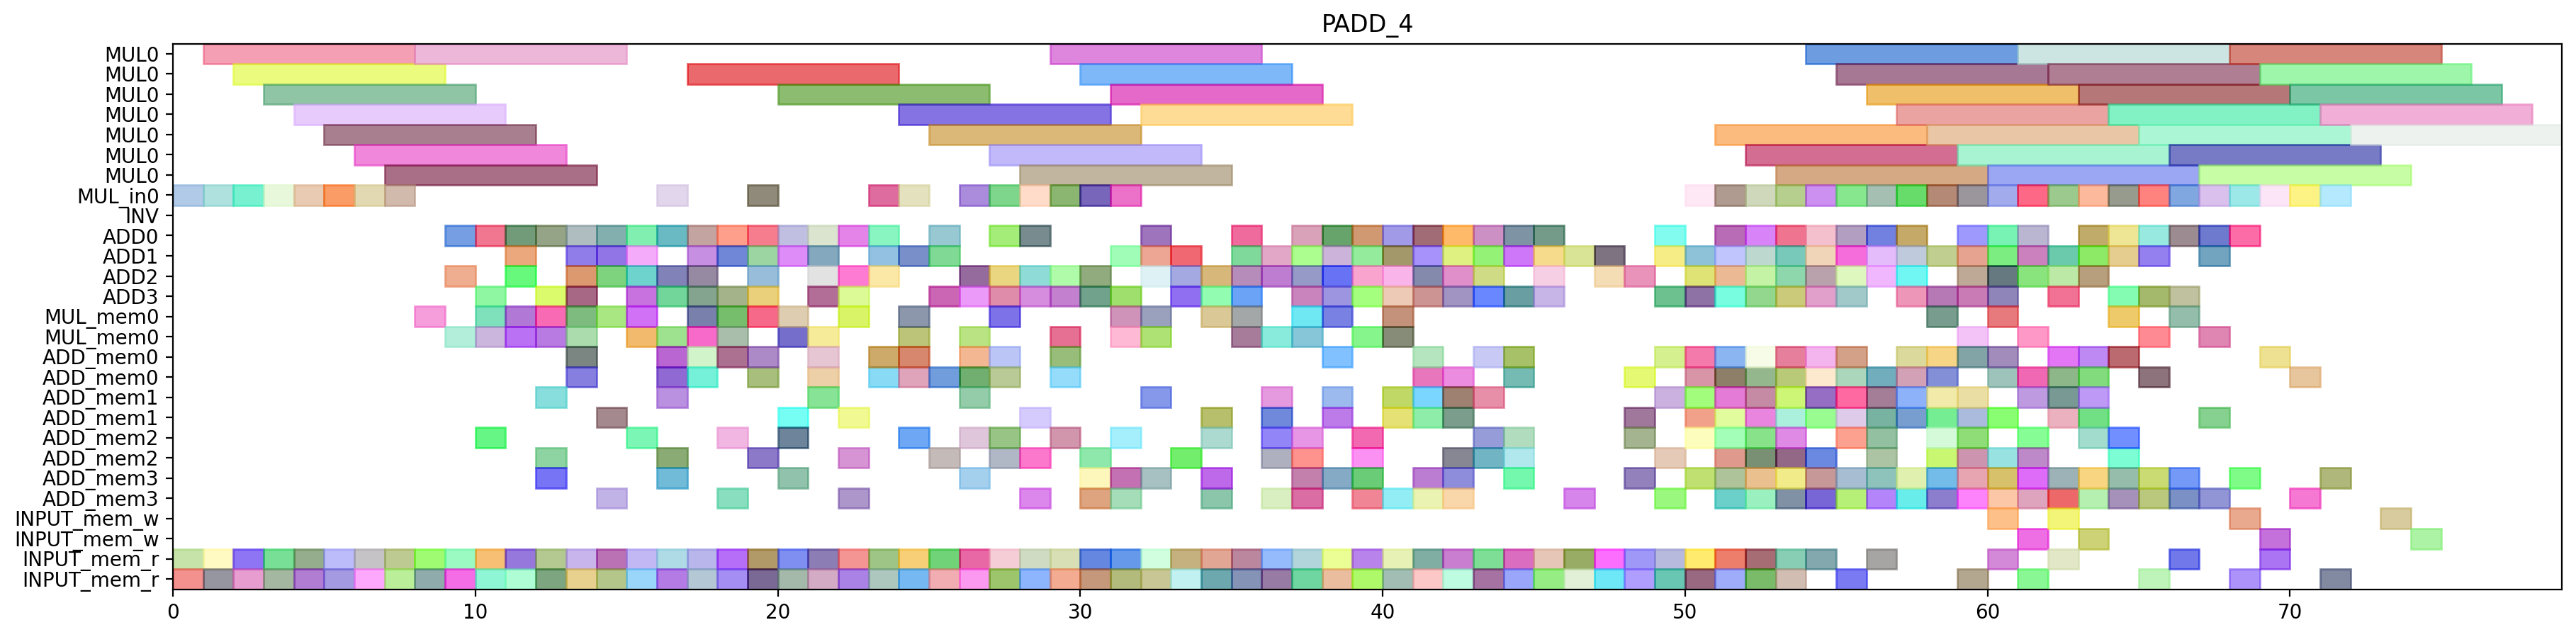 PADD_4
MUL0
MUL0
MUL0
MUL0
MUL0
MUL0
MUL0
MUL_in0
INV
ADD0
ADD1
ADD2
ADD3
MUL_mem0
MUL_mem0
ADD_mem0
ADD_mem0
ADD_mem1
ADD_mem1
ADD_mem2
ADD_mem2
ADD_mem3
ADD_mem3
INPUT_mem_w
INPUT_mem_w
INPUT_mem_r
INPUT_mem_r
0 10 20 30 40 50 60 70